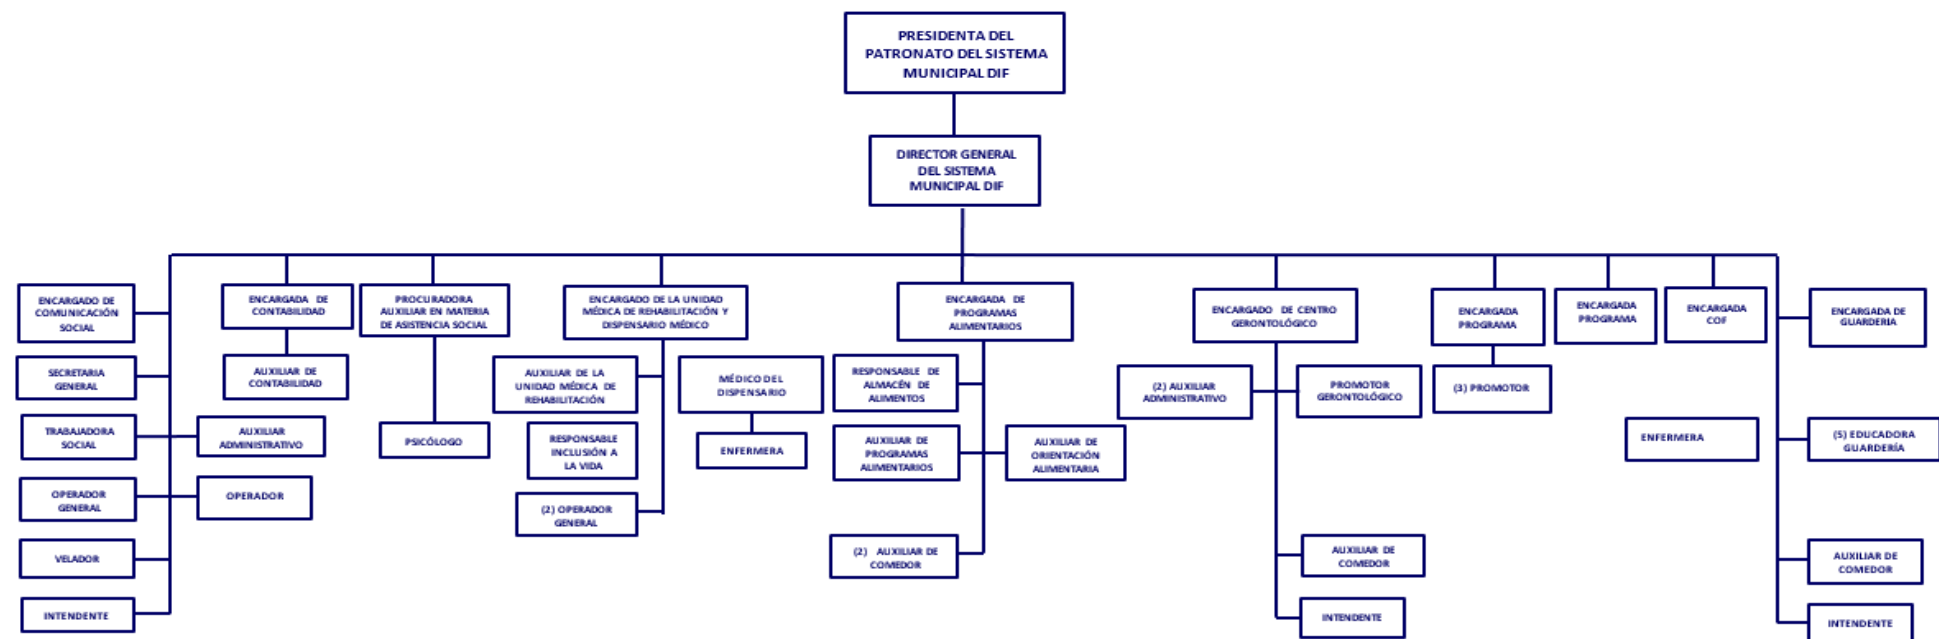 PRESIDENTA DEL
PATRONATO DEL SISTEMA
MUNICIPAL DIF
DIRECTOR GENERAL
DEL SISTEMA
MUNICIPAL DIF
ENCARGADO DE
COMUNICACIÓN
SOCIAL
ENCARGADA DE
CONTABILIDAD
PROCURADORA
AUXILIAR EN MATERIA
DE ASISTENCIA SOCIAL
ENCARGADO DE LA UNIDAD
MÉDICA DE REHABILITACIÓN Y
DISPENSARIO MÉDICO
ENCARGADA DE
PROGRAMAS
ALIMENTARIOS
ENCARGADO DE CENTRO
GERONTOLÓGICO
ENCARGADA
PROGRAMA
ENCARGADA
PROGRAMA
ENCARGADA
COF
ENCARGADA DE
GUARDERIA
SECRETARIA
GENERAL
AUXILIAR DE
CONTABILIDAD
AUXILIAR DE LA
UNIDAD MÉDICA DE
REHABILITACIÓN
MÉDICO DEL
DISPENSARIO
RESPONSABLE DE
ALMACÉN DE
ALIMENTOS
(2) AUXILIAR
ADMINISTRATIVO
PROMOTOR
GERONTOLÓGICO
(3) PROMOTOR
TRABAJADORA
SOCIAL
AUXILIAR
ADMINISTRATIVO
PSICÓLOGO
RESPONSABLE
INCLUSIÓN A
LA VIDA
ENFERMERA
AUXILIAR DE
PROGRAMAS
ALIMENTARIOS
AUXILIAR DE
ORIENTACIÓN
ALIMENTARIA
ENFERMERA
(5) EDUCADORA
GUARDERÍA
OPERADOR
GENERAL
OPERADOR
(2) OPERADOR
GENERAL
VELADOR
(2) AUXILIAR DE
COMEDOR
AUXILIAR DE
COMEDOR
AUXILIAR DE
COMEDOR
INTENDENTE
INTENDENTE
INTENDENTE